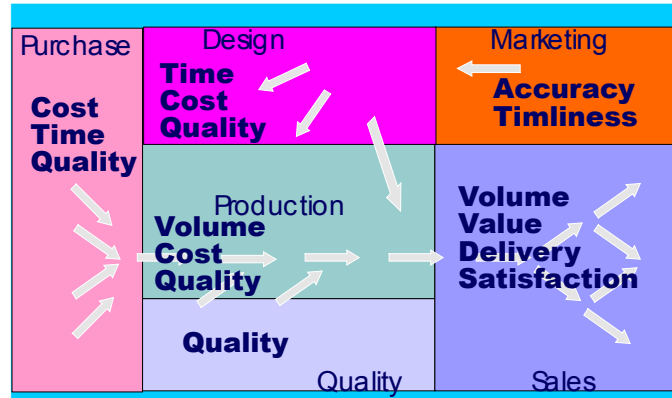 Purchase
Cost
Time
Quality
Design
Time
Cost
Quality
Marketing
Accuracy
Timliness
Production
Volume
Cost
Quality
Volume
Value
Delivery
Satisfaction
Quality
Quality
Sales